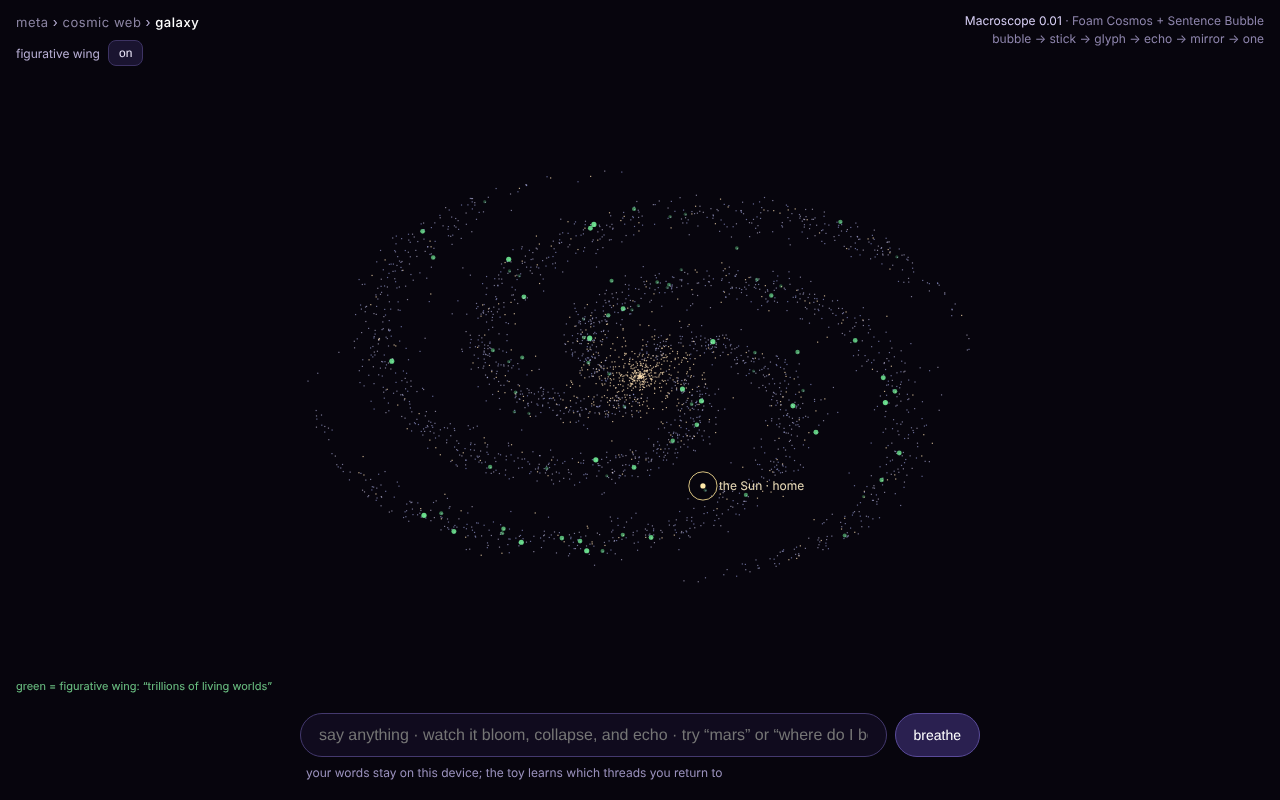 meta › cosmic web › galaxy
figurative wing on
Macroscope 0.01 · Foam Cosmos + Sentence Bubble
bubble → stick → glyph → echo → mirror → one
the Sun · home
green = figurative wing: “trillions of living worlds”
say anything · watch it bloom, collapse, and echo · try “mars” or “where do I b
breathe
your words stay on this device; the toy learns which threads you return to